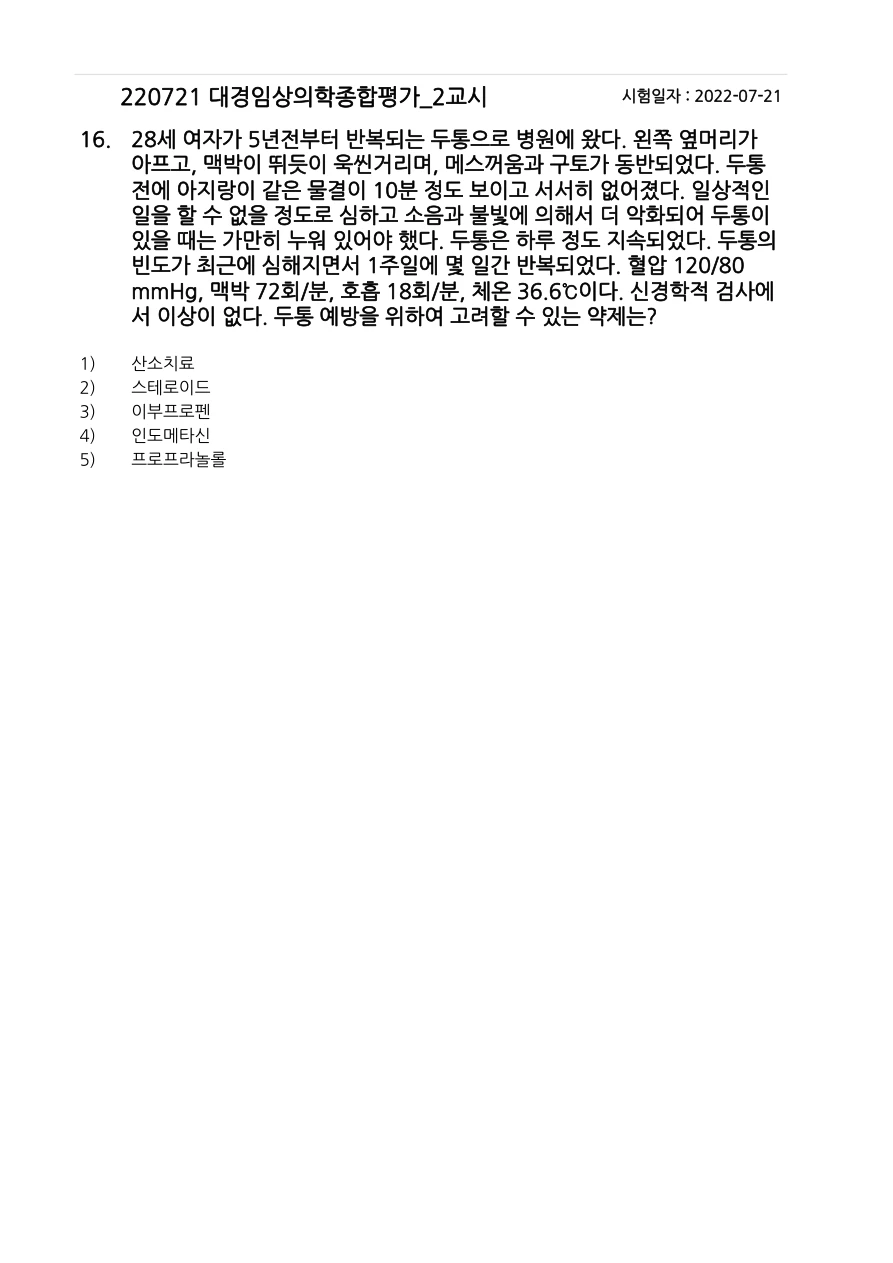 220721 대경임상의학종합평가_2교시 시험일자 : 2022-07-21
16. 28세 여자가 5년전부터 반복되는 두통으로 병원에 왔다. 왼쪽 옆머리가
아프고, 맥박이 뛰듯이 욱씬거리며, 메스꺼움과 구토가 동반되었다. 두통
전에 아지랑이 같은 물결이 10분 정도 보이고 서서히 없어졌다. 일상적인
일을 할 수 없을 정도로 심하고 소음과 불빛에 의해서 더 악화되어 두통이
있을 때는 가만히 누워 있어야 했다. 두통은 하루 정도 지속되었다. 두통의
빈도가 최근에 심해지면서 1주일에 몇 일간 반복되었다. 혈압 120/80
mmHg, 맥박 72회/분, 호흡 18회/분, 체온 36.6℃이다. 신경학적 검사에
서 이상이 없다. 두통 예방을 위하여 고려할 수 있는 약제는?
1) 산소치료
2) 스테로이드
3) 이부프로펜
4) 인도메타신
5) 프로프라놀롤